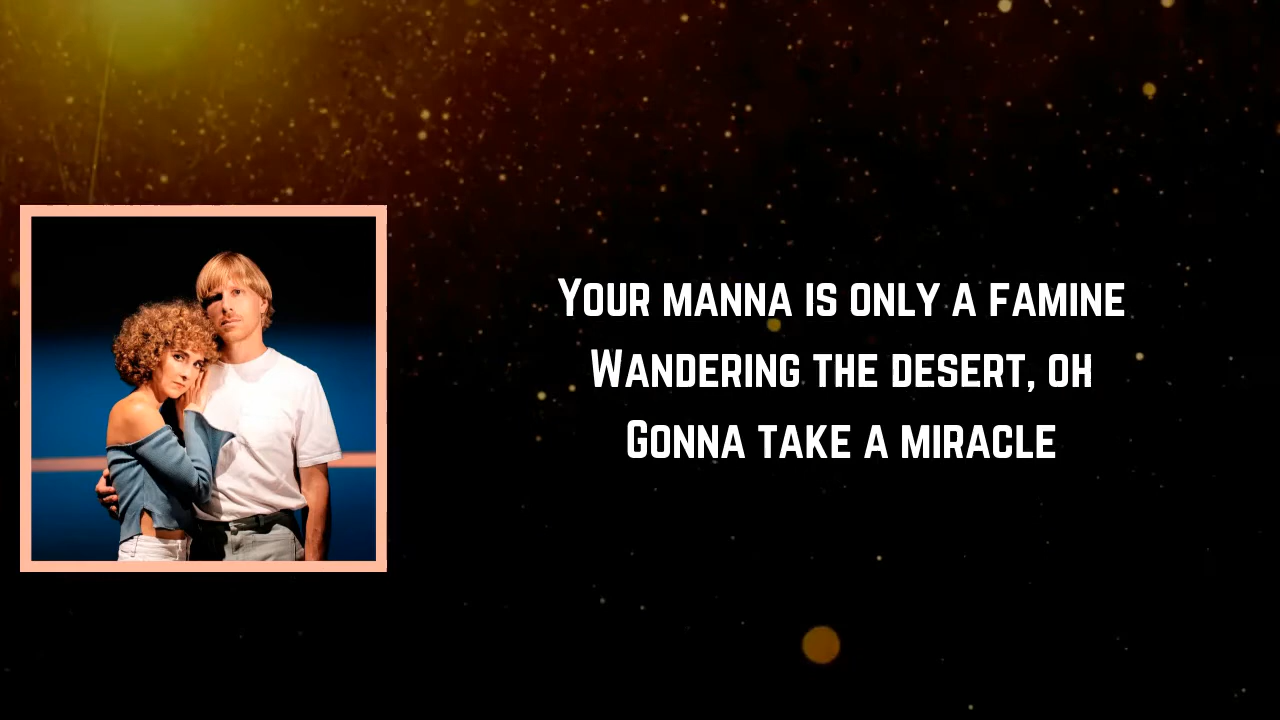 Your manna is only a famine
Wandering the desert, oh
Gonna take a miracle